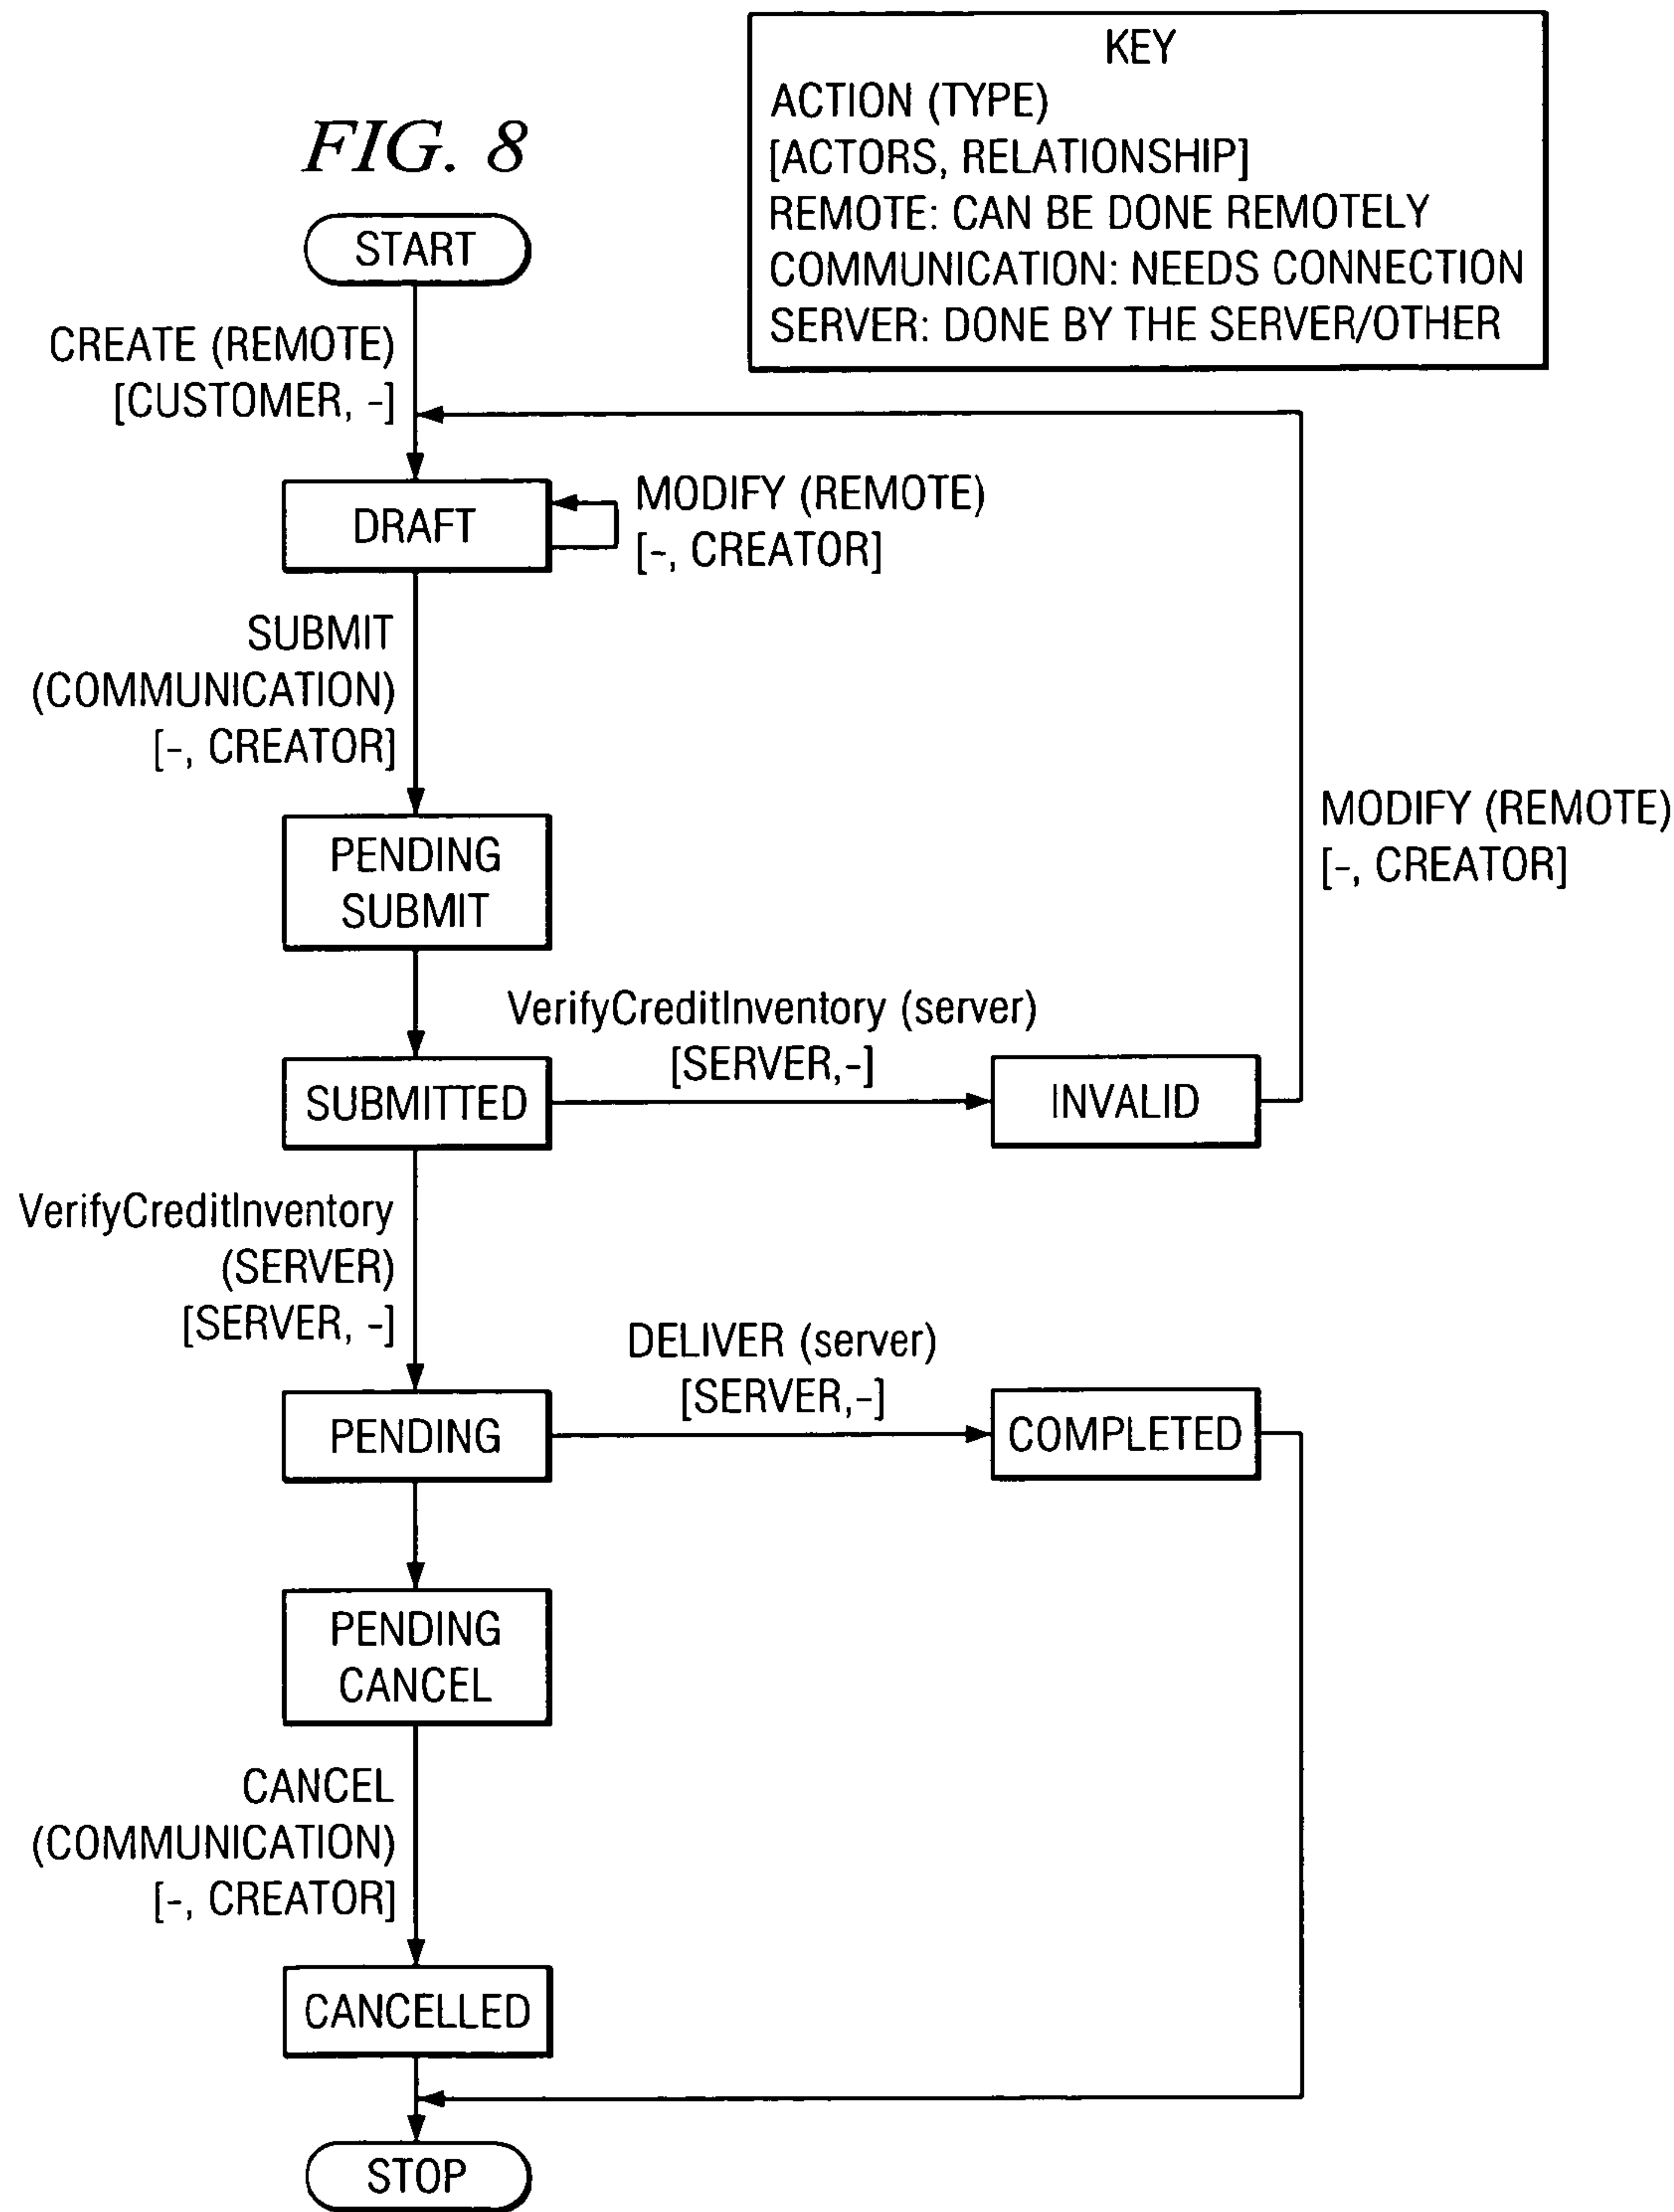 FIG. 8
KEY
ACTION (TYPE)
[ACTORS, RELATIONSHIP]
REMOTE: CAN BE DONE REMOTELY
COMMUNICATION: NEEDS CONNECTION
SERVER: DONE BY THE SERVER/OTHER
START
CREATE (REMOTE)
[CUSTOMER, -]
DRAFT
MODIFY (REMOTE)
[-, CREATOR]
SUBMIT
(COMMUNICATION)
[-, CREATOR]
MODIFY (REMOTE)
[-, CREATOR]
PENDING
SUBMIT
VerifyCreditInventory (server)
[SERVER,-]
SUBMITTED
INVALID
VerifyCreditInventory
(SERVER)
[SERVER, -]
DELIVER (server)
[SERVER,-]
PENDING
COMPLETED
PENDING
CANCEL
CANCEL
(COMMUNICATION)
[-, CREATOR]
CANCELLED
STOP